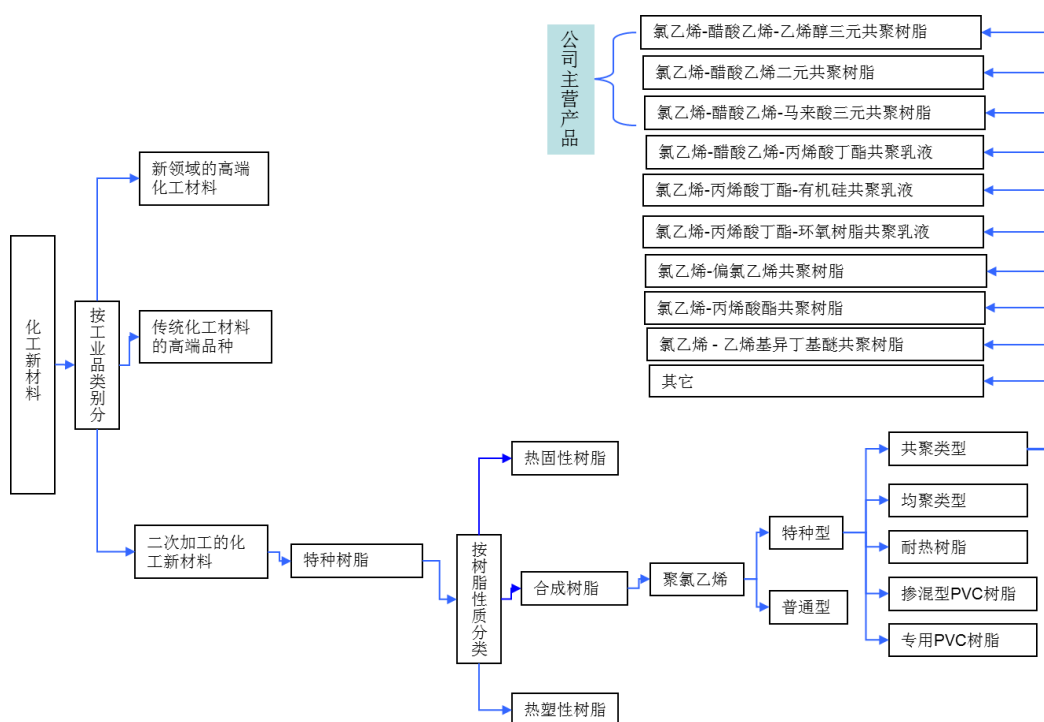 公司主营产品
氯乙烯-醋酸乙烯-乙烯醇三元共聚树脂
氯乙烯-醋酸乙烯二元共聚树脂
氯乙烯-醋酸乙烯-马来酸三元共聚树脂
氯乙烯-醋酸乙烯-丙烯酸丁酯共聚乳液
氯乙烯-丙烯酸丁酯-有机硅共聚乳液
氯乙烯-丙烯酸丁酯-环氧树脂共聚乳液
氯乙烯-偏氯乙烯共聚树脂
氯乙烯-丙烯酸酯共聚树脂
氯乙烯 - 乙烯基异丁基醚共聚树脂
其它
化工新材料
按工业品类别分
新领域的高端
化工材料
传统化工材料
的高端品种
二次加工的化
工新材料
特种树脂
按树脂性质分类
热固性树脂
合成树脂
热塑性树脂
聚氯乙烯
特种型
普通型
共聚类型
均聚类型
耐热树脂
掺混型PVC树脂
专用PVC树脂